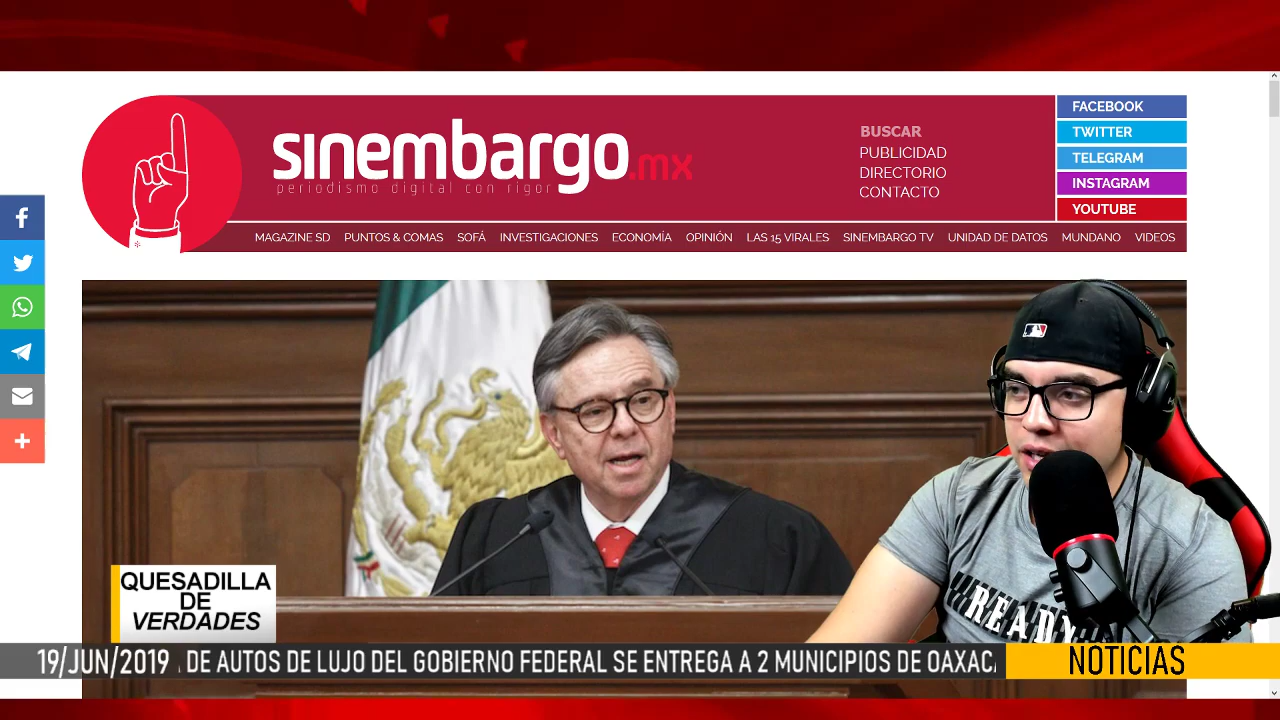 sinembargo.mx
periodismo digital con rigor
BUSCAR
PUBLICIDAD
DIRECTORIO
CONTACTO
FACEBOOK
TWITTER
TELEGRAM
INSTAGRAM
YOUTUBE
MAGAZINE SD PUNTOS & COMAS SOFÁ INVESTIGACIONES ECONOMÍA OPINIÓN LAS 15 VIRALES SINEMBARGO TV UNIDAD DE DATOS MUNDANO VIDEOS
QUESADILLA
DE
VERDADES
READY
19/JUN/2019 DE AUTOS DE LUJO DEL GOBIERNO FEDERAL SE ENTREGA A 2 MUNICIPIOS DE OAXACA NOTICIAS